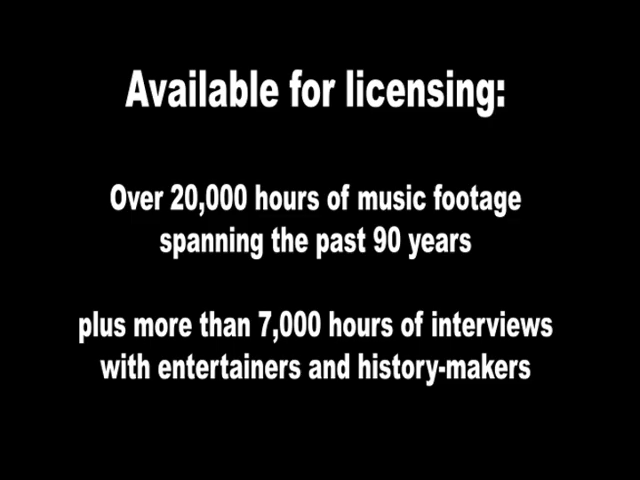 Available for licensing:
Over 20,000 hours of music footage
spanning the past 90 years
plus more than 7,000 hours of interviews
with entertainers and history-makers